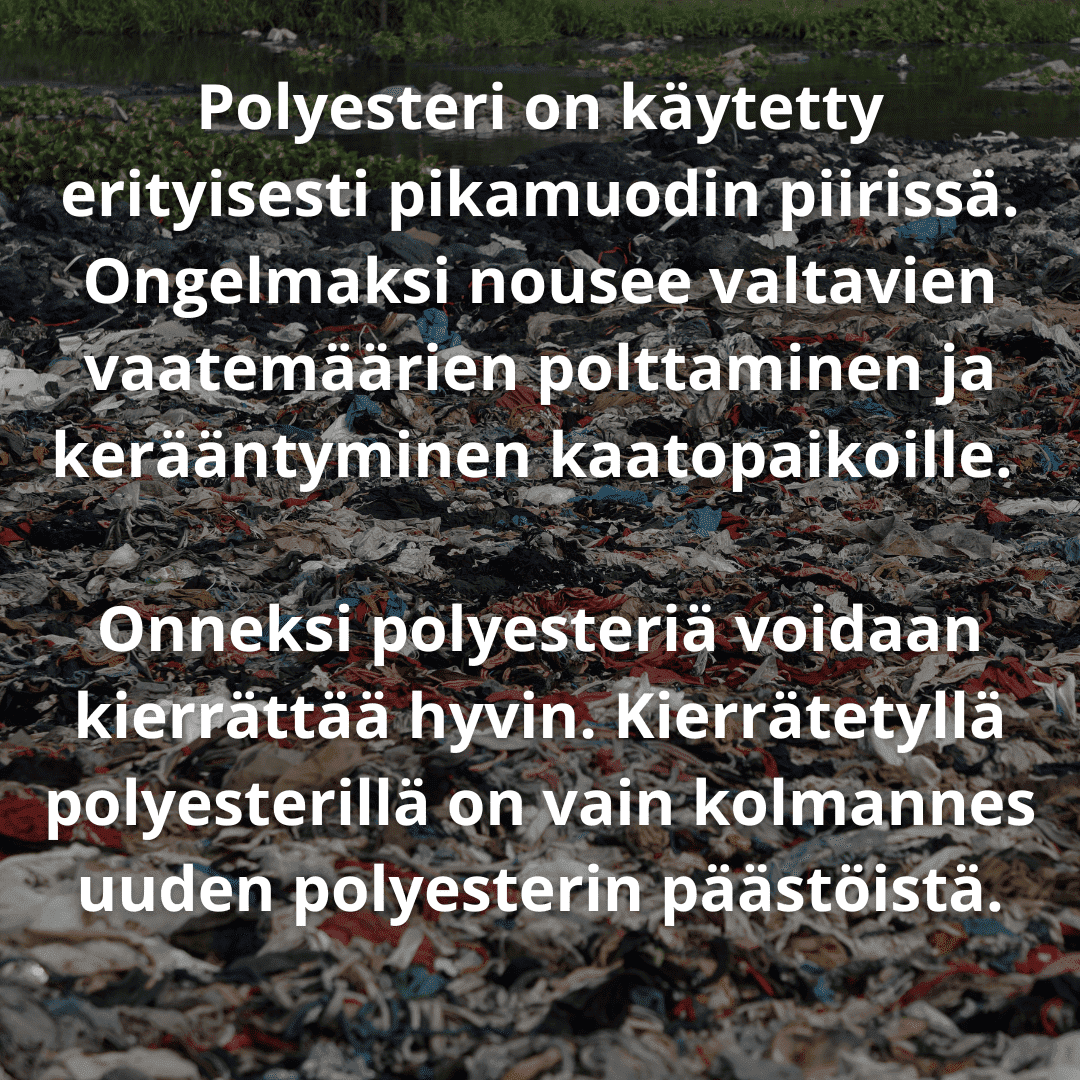 Polyesteri on käytetty
erityisesti pikamuodin piirissä.
Ongelmaksi nousee valtavien
vaatemäärien polttaminen ja
kerääntyminen kaatopaikoille.
Onneksi polyesteriä voidaan
kierrättää hyvin. Kierrätetyllä
polyesterillä on vain kolmannes
uuden polyesterin päästöistä.